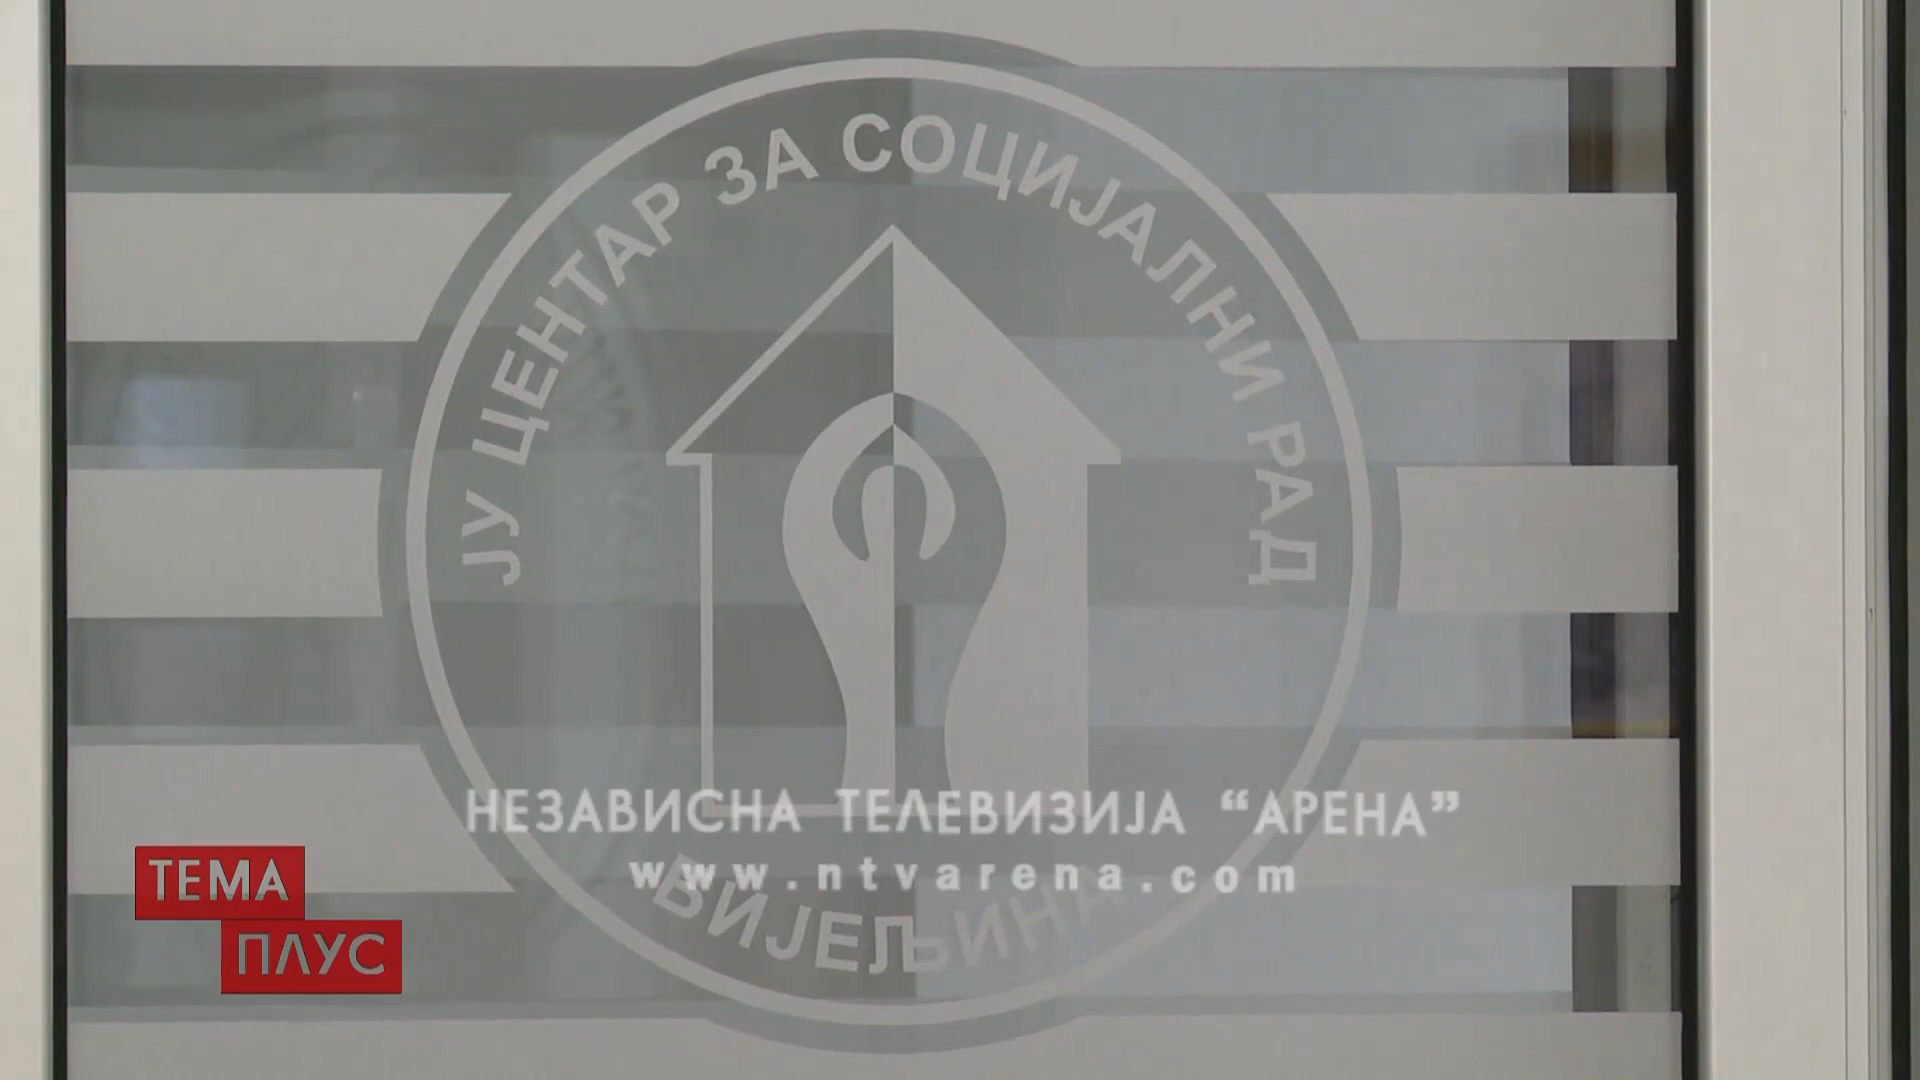 ЈУ ЦЕНТАР ЗА СОЦИЈАЛНИ РАД
НЕЗАВИСНА ТЕЛЕВИЗИЈА “АРЕНА”
www.ntvarena.com
БИЈЕЉИНА
ТЕМА
ПЛУС